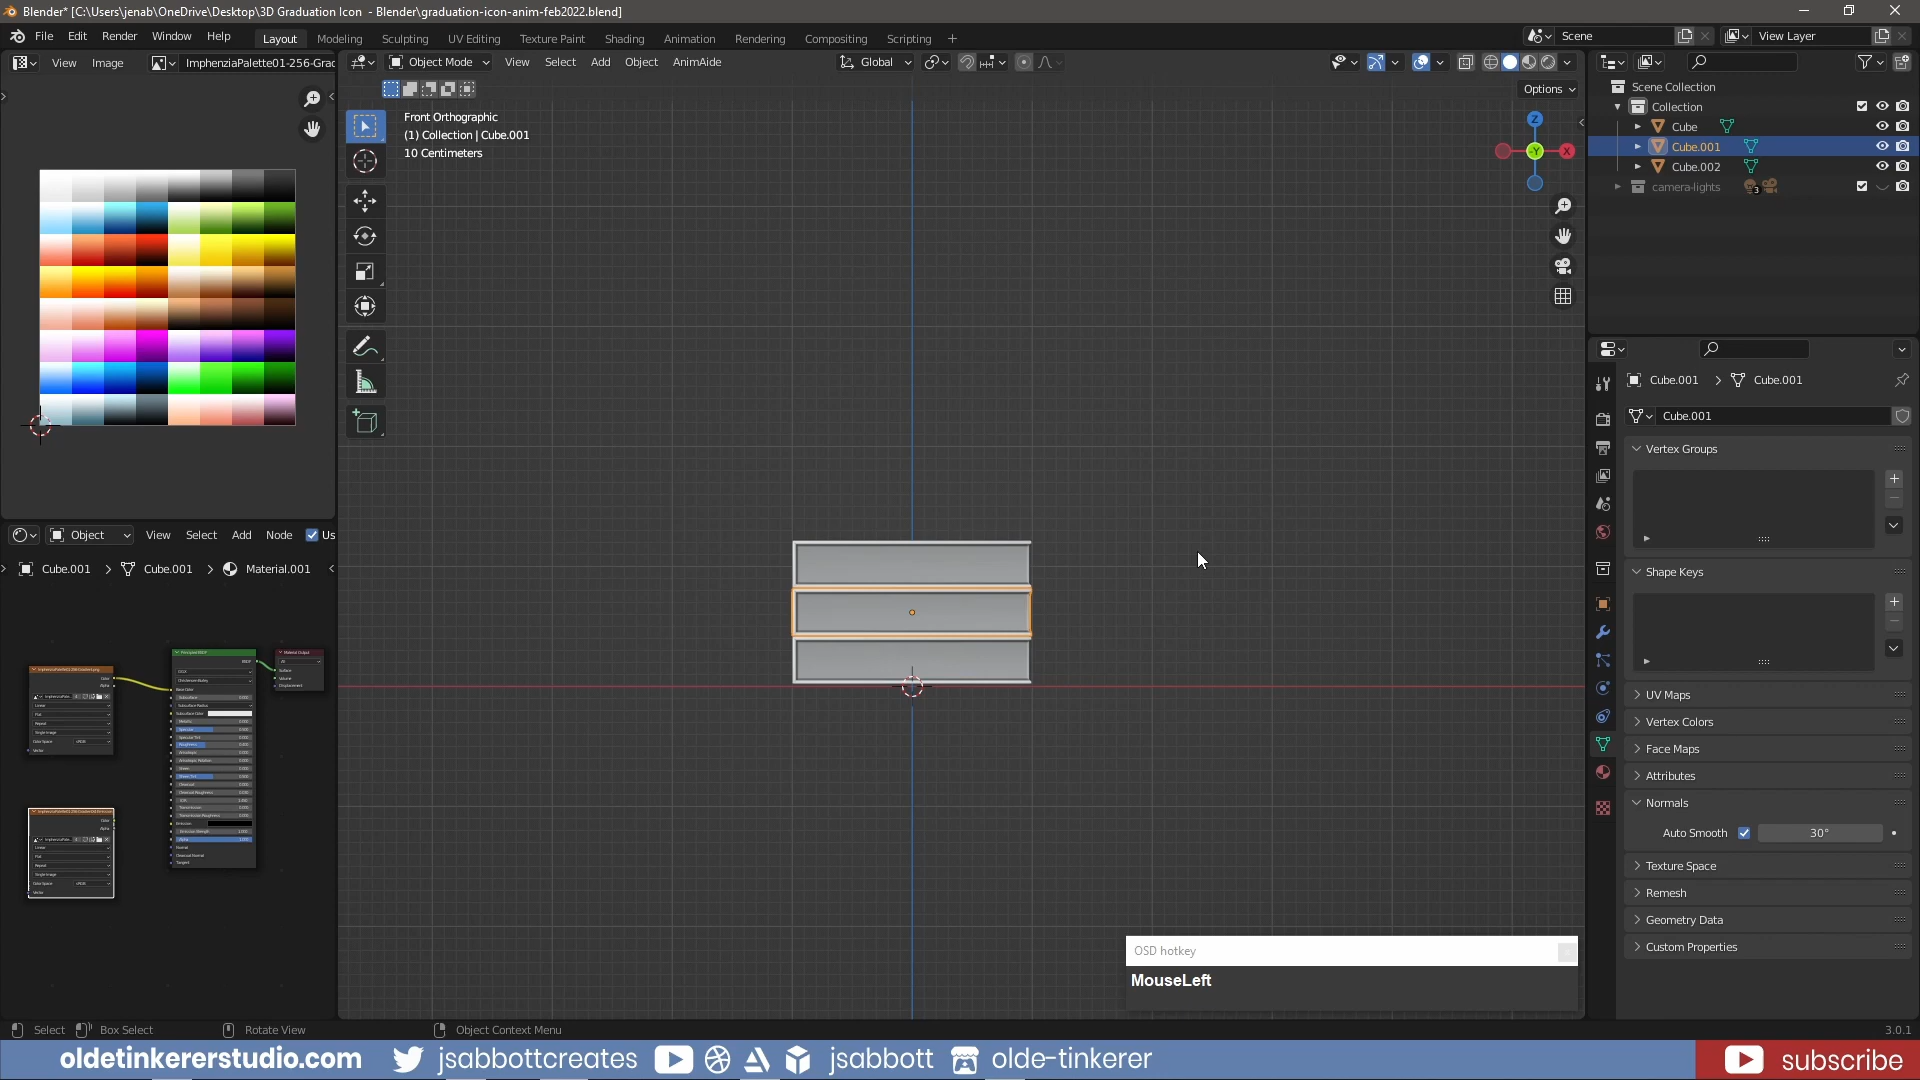 Blender* [C:\Users\jenab\OneDrive\Desktop\3D Graduation Icon  - Blender\graduation-icon-anim-feb2022.blend]
File Edit Render Window Help Layout Modeling Sculpting UV Editing Texture Paint Shading Animation Rendering Compositing Scripting + Scene View Layer
View Image ImphenziaPalette01-256-Grad Object Mode View Select Add Object AnimAide Global
Options
Front Orthographic
(1) Collection | Cube.001
10 Centimeters
Z
Y
X
Scene Collection
Collection
Cube
Cube.001
Cube.002
camera-lights 3
Cube.001 > Cube.001
Cube.001
Vertex Groups
Shape Keys
UV Maps
Vertex Colors
Face Maps
Attributes
Normals
Auto Smooth 30°
Texture Space
Remesh
Geometry Data
Custom Properties
Object View Select Add Node Us
Cube.001 > Cube.001 > Material.001
OSD hotkey
MouseLeft
Select Box Select Rotate View Object Context Menu 3.0.1
oldetinkererstudio.com jsabbottcreates jsabbott olde-tinkerer subscribe